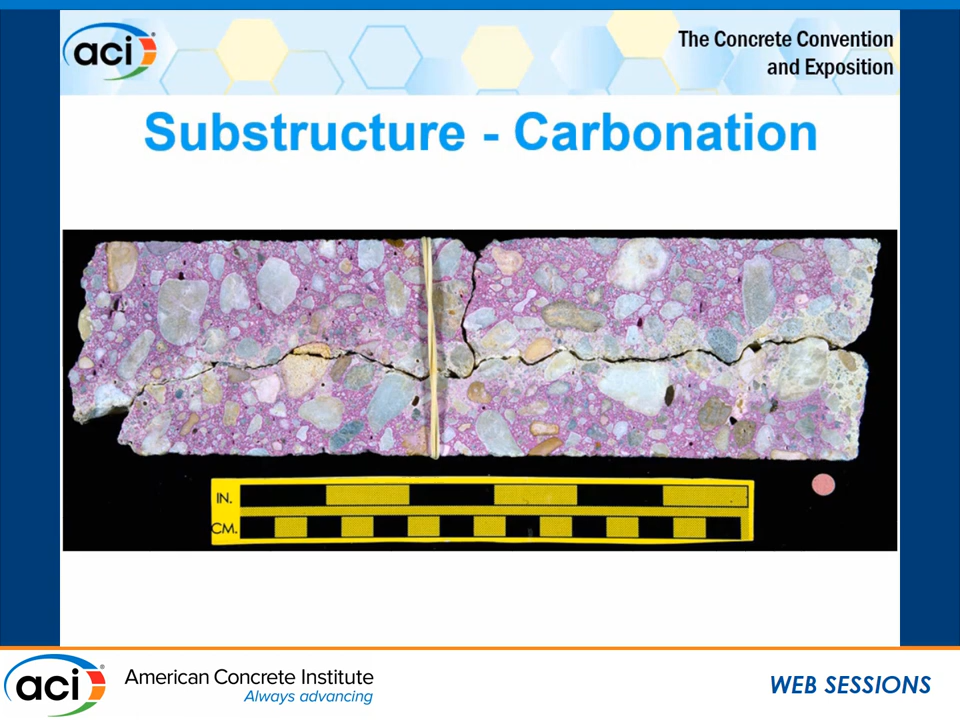 aci
The Concrete Convention
and Exposition
Substructure - Carbonation
IN.
CM.
aci
American Concrete Institute
Always advancing
WEB SESSIONS